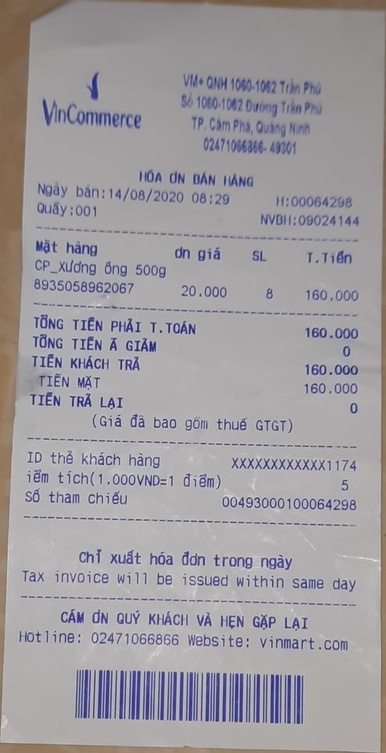 VinCommerce
VM+ QNH 1060-1062 Trần Phú
Số 1060-1062 Đường Trần Phú
TP. Cẩm Phả, Quảng Ninh
02471066866- 49301
HÓA ƠN BÁN HÀNG
Ngày bán:14/08/2020 08:29 H:00064298
Quầy:001 NVBH:09024144
Mặt hàng ơn giá SL T.Tiền
CP_Xương ống 500g
8935058962067 20.000 8 160.000
TỔNG TIỀN PHẢI T.TOÁN 160.000
TỔNG TIỀN Ã GIẢM 0
TIỀN KHÁCH TRẢ 160.000
TIỀN MẶT 160.000
TIỀN TRẢ LẠI 0
(Giá đã bao gồm thuế GTGT)
ID thẻ khách hàng XXXXXXXXXXXX1174
iểm tích(1.000VND=1 điểm) 5
Số tham chiếu 00493000100064298
Chỉ xuất hóa đơn trong ngày
Tax invoice will be issued within same day
CẢM ƠN QUÝ KHÁCH VÀ HẸN GẶP LẠI
Hotline: 02471066866 Website: vinmart.com